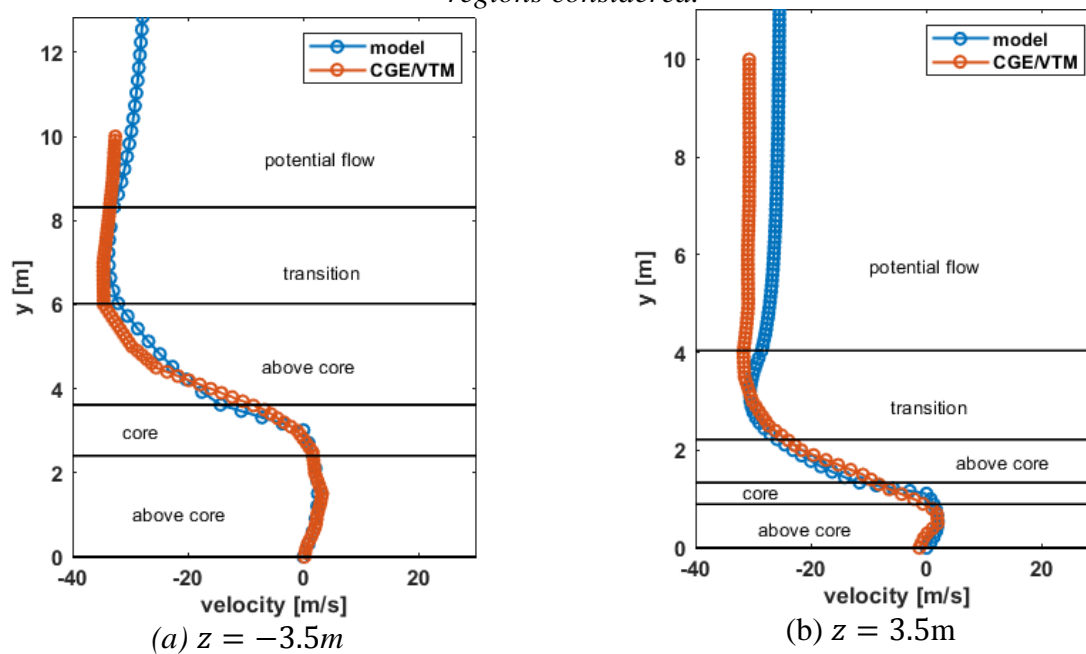 regions considered.
model
CGE/VTM
12
10
8
6
4
2
0
y [m]
potential flow
transition
above core
core
above core
-40
-20
0
20
velocity [m/s]
(a) z = −3.5m
model
CGE/VTM
10
8
6
4
2
0
y [m]
potential flow
transition
above core
core
above core
-40
-20
0
20
velocity [m/s]
(b) z = 3.5m